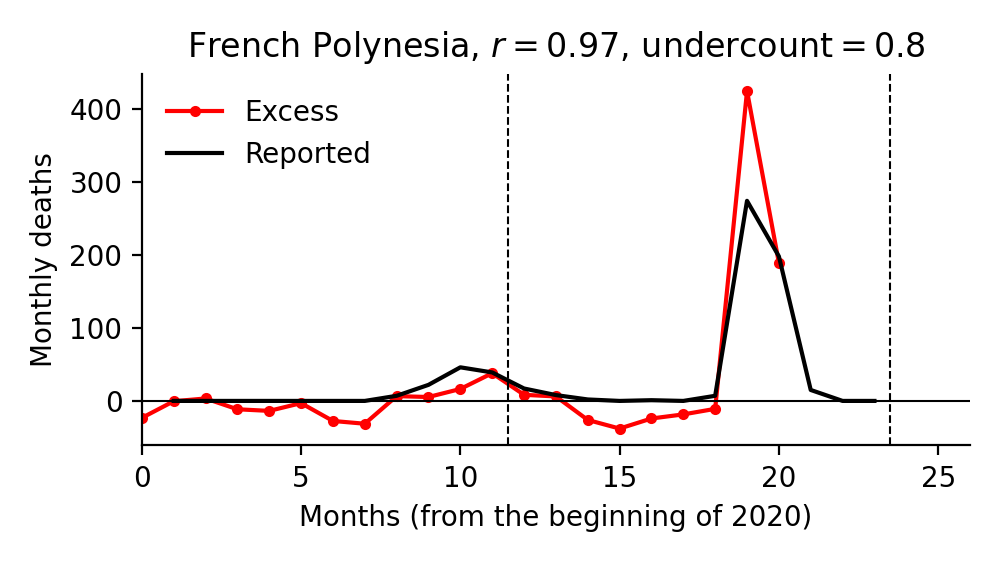 French Polynesia, r = 0.97, undercount = 0.8
Excess
Reported
Monthly deaths
400
300
200
100
0
0 5 10 15 20 25
Months (from the beginning of 2020)